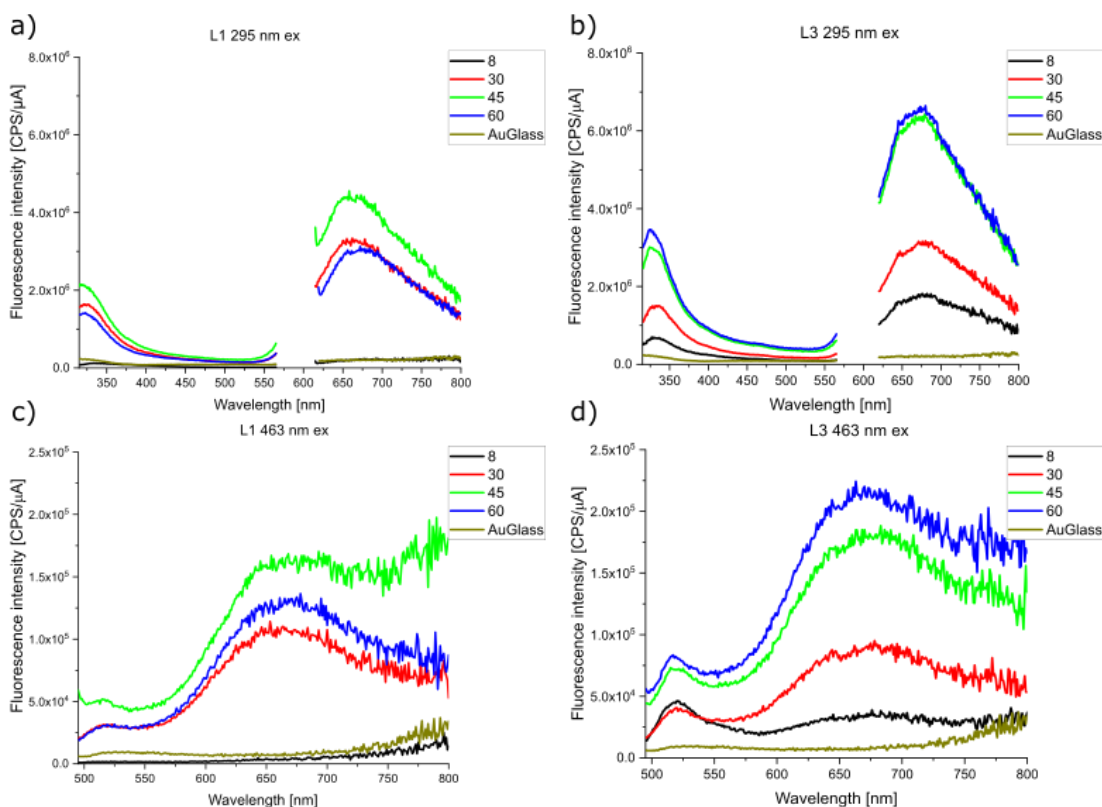 a)
L1 295 nm ex
Fluorescence intensity [CPS/µA]
8.0x10⁶
6.0x10⁶
4.0x10⁶
2.0x10⁶
0.0
350 400 450 500 550 600 650 700 750 800
Wavelength [nm]
8
30
45
60
AuGlass
b)
L3 295 nm ex
Fluorescence intensity [CPS/µA]
8.0x10⁶
6.0x10⁶
4.0x10⁶
2.0x10⁶
0.0
350 400 450 500 550 600 650 700 750 800
Wavelength [nm]
8
30
45
60
AuGlass
c)
L1 463 nm ex
Fluorescence intensity [CPS/µA]
2.5x10⁵
2.0x10⁵
1.5x10⁵
1.0x10⁵
5.0x10⁴
0.0
500 550 600 650 700 750 800
Wavelength [nm]
8
30
45
60
AuGlass
d)
L3 463 nm ex
Fluorescence intensity [CPS/µA]
2.5x10⁵
2.0x10⁵
1.5x10⁵
1.0x10⁵
5.0x10⁴
0.0
500 550 600 650 700 750 800
Wavelength [nm]
8
30
45
60
AuGlass